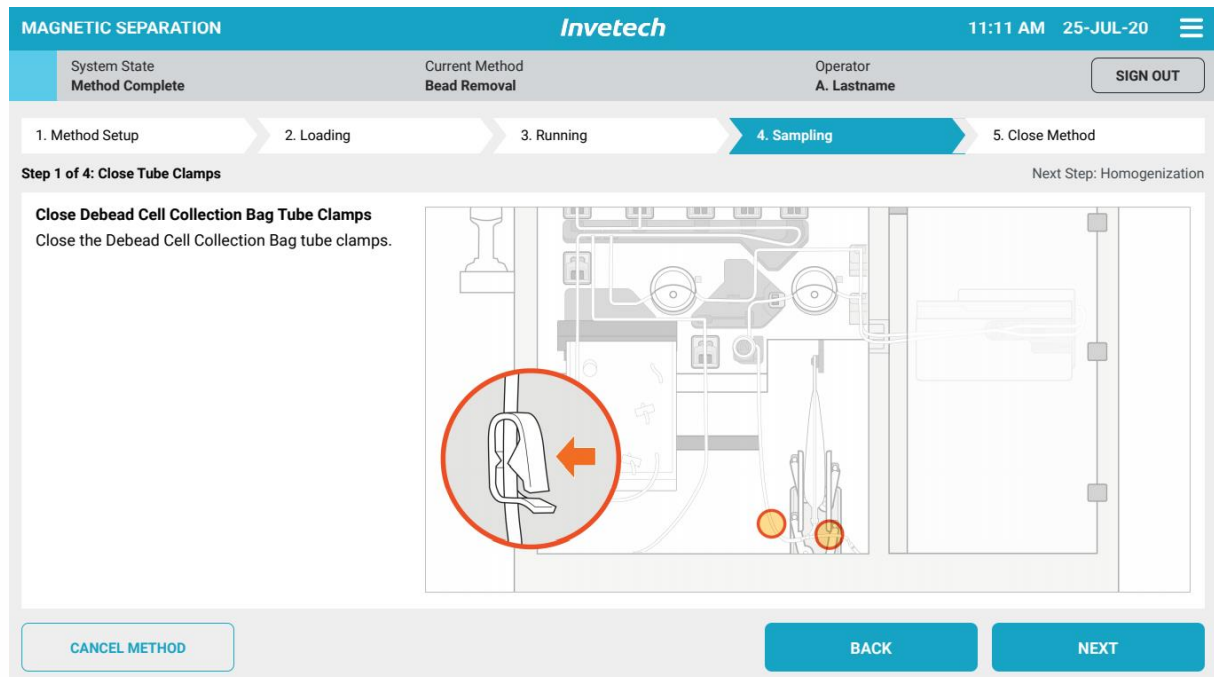 MAGNETIC SEPARATION
Invetech
11:11 AM 25-JUL-20
System State
Method Complete
Current Method
Bead Removal
Operator
A. Lastname
SIGN OUT
1. Method Setup
2. Loading
3. Running
4. Sampling
5. Close Method
Step 1 of 4: Close Tube Clamps
Next Step: Homogenization
Close Debead Cell Collection Bag Tube Clamps
Close the Debead Cell Collection Bag tube clamps.
CANCEL METHOD
BACK
NEXT